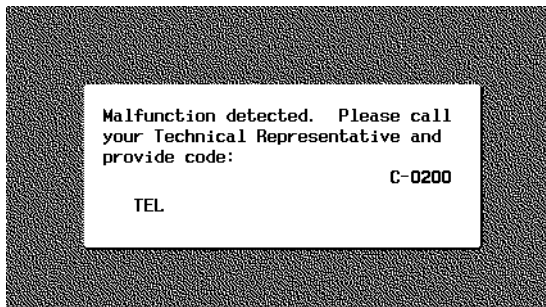 Malfunction detected.  Please call
your Technical Representative and
provide code:
C-0200
TEL